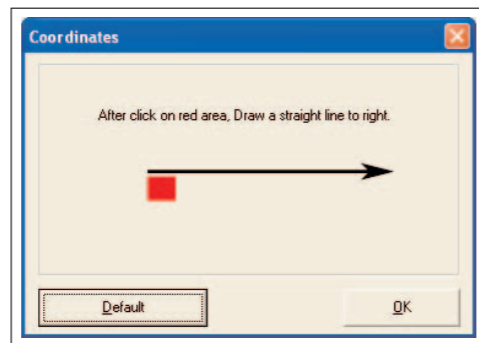 Coordinates
After click on red area, Draw a straight line to right.
Default
OK